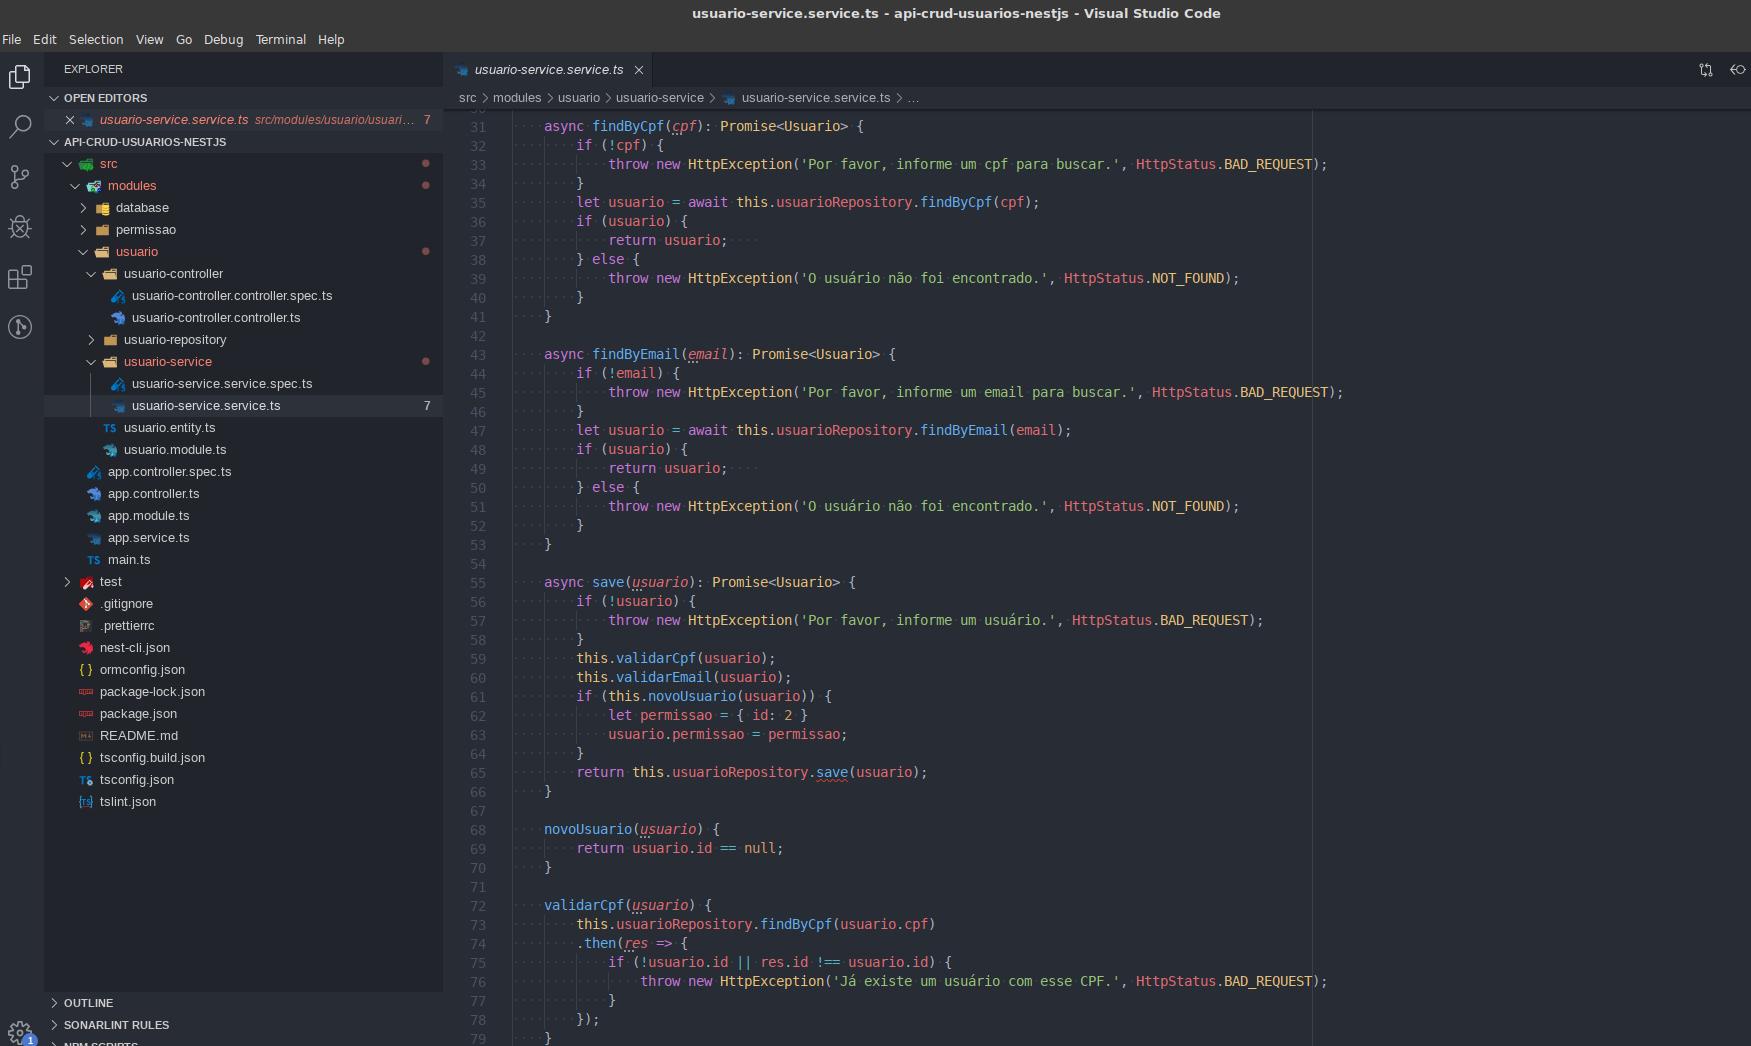 usuario-service.service.ts - api-crud-usuarios-nestjs - Visual Studio Code
File Edit Selection View Go Debug Terminal Help
EXPLORER
OPEN EDITORS
usuario-service.service.ts src/modules/usuario/usuari... 7
API-CRUD-USUARIOS-NESTJS
src
modules
database
permissao
usuario
usuario-controller
usuario-controller.controller.spec.ts
usuario-controller.controller.ts
usuario-repository
usuario-service
usuario-service.service.spec.ts
usuario-service.service.ts 7
TS usuario.entity.ts
usuario.module.ts
app.controller.spec.ts
app.controller.ts
app.module.ts
app.service.ts
TS main.ts
test
.gitignore
.prettierrc
nest-cli.json
{ } ormconfig.json
package-lock.json
package.json
README.md
{ } tsconfig.build.json
TS tsconfig.json
tslint.json
OUTLINE
SONARLINT RULES
NPM SCRIPTS
1
usuario-service.service.ts
src > modules > usuario > usuario-service > usuario-service.service.ts > ...
31 async findByCpf(cpf): Promise<Usuario> {
32 if (!cpf) {
33 throw new HttpException('Por favor, informe um cpf para buscar.', HttpStatus.BAD_REQUEST);
34 }
35 let usuario = await this.usuarioRepository.findByCpf(cpf);
36 if (usuario) {
37 return usuario;
38 } else {
39 throw new HttpException('O usuário não foi encontrado.', HttpStatus.NOT_FOUND);
40 }
41 }
42
43 async findByEmail(email): Promise<Usuario> {
44 if (!email) {
45 throw new HttpException('Por favor, informe um email para buscar.', HttpStatus.BAD_REQUEST);
46 }
47 let usuario = await this.usuarioRepository.findByEmail(email);
48 if (usuario) {
49 return usuario;
50 } else {
51 throw new HttpException('O usuário não foi encontrado.', HttpStatus.NOT_FOUND);
52 }
53 }
54
55 async save(usuario): Promise<Usuario> {
56 if (!usuario) {
57 throw new HttpException('Por favor, informe um usuário.', HttpStatus.BAD_REQUEST);
58 }
59 this.validarCpf(usuario);
60 this.validarEmail(usuario);
61 if (this.novoUsuario(usuario)) {
62 let permissao = { id: 2 }
63 usuario.permissao = permissao;
64 }
65 return this.usuarioRepository.save(usuario);
66 }
67
68 novoUsuario(usuario) {
69 return usuario.id == null;
70 }
71
72 validarCpf(usuario) {
73 this.usuarioRepository.findByCpf(usuario.cpf)
74 .then(res => {
75 if (!usuario.id || res.id !== usuario.id) {
76 throw new HttpException('Já existe um usuário com esse CPF.', HttpStatus.BAD_REQUEST);
77 }
78 });
79 }